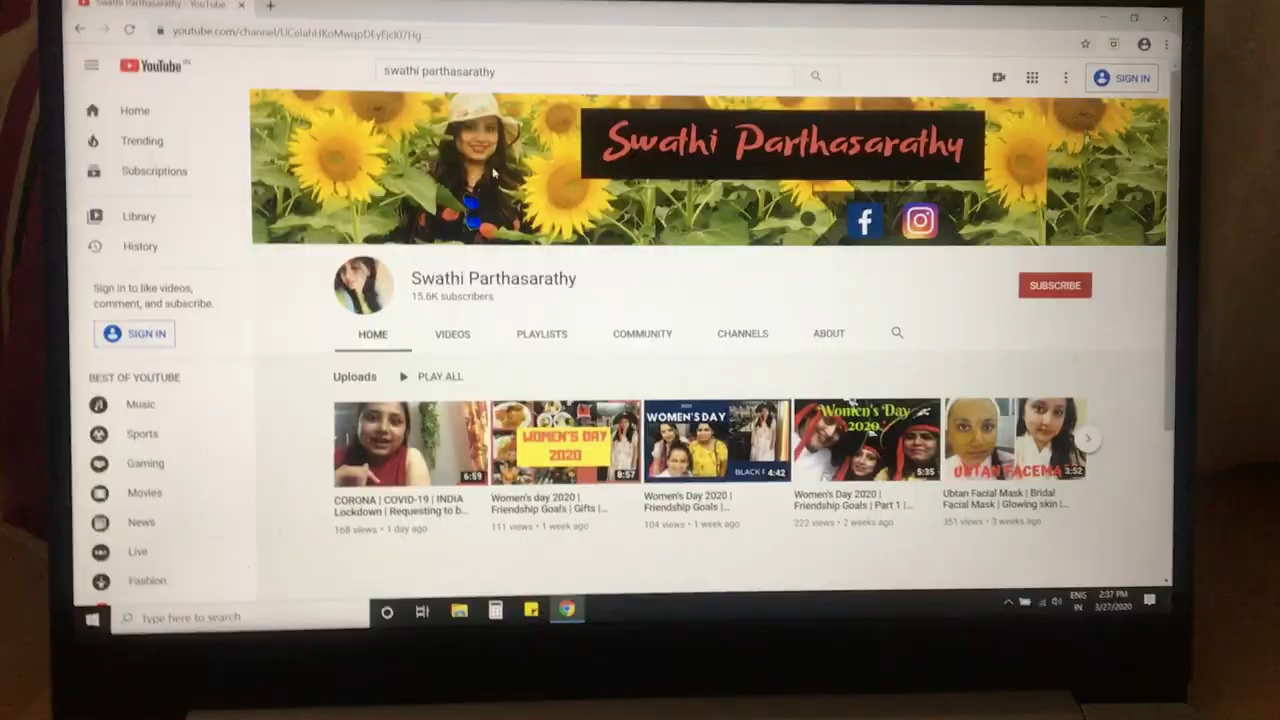 Swathi Parthasarathy - YouTube
youtube.com/channel/
YouTube IN
swathi parthasarathy
SIGN IN
Home
Trending
Subscriptions
Library
History
Sign in to like videos,
comment, and subscribe.
SIGN IN
BEST OF YOUTUBE
Music
Sports
Gaming
Movies
News
Live
Fashion
Swathi Parthasarathy
Swathi Parthasarathy
15.6K subscribers
SUBSCRIBE
HOME VIDEOS PLAYLISTS COMMUNITY CHANNELS ABOUT
Uploads PLAY ALL
6:59
CORONA | COVID-19 | INDIA
Lockdown | Requesting to b...
168 views • 1 day ago
WOMEN'S DAY
2020
8:57
Women's day 2020 |
Friendship Goals | Gifts |...
111 views • 1 week ago
2020
WOMEN'S DAY
BLACK
4:42
Women's Day 2020 |
Friendship Goals |...
104 views • 1 week ago
Women's Day
2020
5:35
Women's Day 2020 |
Friendship Goals | Part 1 |...
222 views • 2 weeks ago
UBTAN FACEMA
3:52
Ubtan Facial Mask | Bridal
Facial Mask | Glowing skin |...
351 views • 3 weeks ago
Type here to search
ENG
IN
2:37 PM
3/27/2020